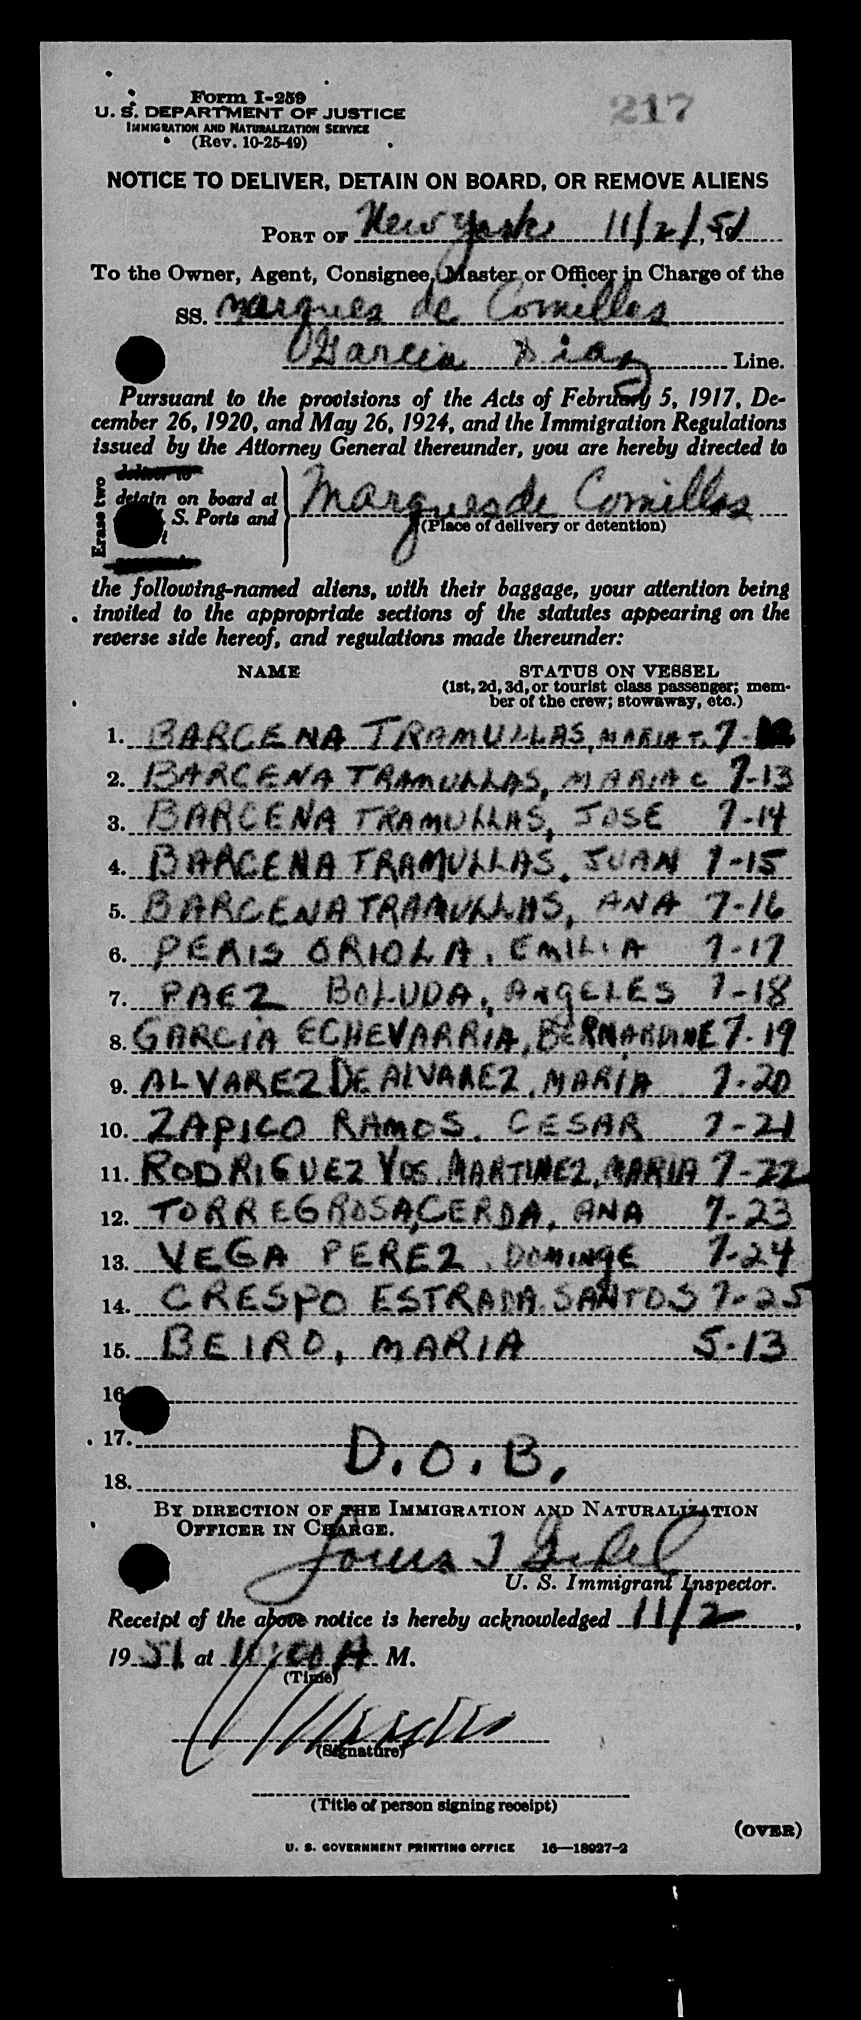 Form I-259
217
U. S. DEPARTMENT OF JUSTICE
IMMIGRATION AND NATURALIZATION SERVICE
(Rev. 10-25-49)
NOTICE TO DELIVER, DETAIN ON BOARD, OR REMOVE ALIENS
PORT OF New York 11/2/, 1951
To the Owner, Agent, Consignee, Master or Officer in Charge of the
SS. Marques de Comillas
Garcia Diaz Line.
Pursuant to the provisions of the Acts of February 5, 1917, De-
cember 26, 1920, and May 26, 1924, and the Immigration Regulations
issued by the Attorney General thereunder, you are hereby directed to
Erase two
deliver to
detain on board at
S. Ports and
Marques de Comillas
(Place of delivery or detention)
the following-named aliens, with their baggage, your attention being
invited to the appropriate sections of the statutes appearing on the
reverse side hereof, and regulations made thereunder:
NAME STATUS ON VESSEL
(1st, 2d, 3d, or tourist class passenger; mem-
ber of the crew; stowaway, etc.)
1. BARCENA TRAMULLAS, MARIA T. 7-12
2. BARCENA TRAMULLAS, MARIA C 7-13
3. BARCENA TRAMULLAS, JOSE 7-14
4. BARCENA TRAMULLAS, JUAN 7-15
5. BARCENA TRAMULLAS, ANA 7-16
6. PERIS ORIOLA, EMILIA 7-17
7. PAEZ BOLUDA, ANGELES 7-18
8. GARCIA ECHEVARRIA, BERNARDINE 7-19
9. ALVAREZ DE ALVAREZ, MARIA 7-20
10. ZAPICO RAMOS, CESAR 7-21
11. RODRIGUEZ VDE MARTINEZ, MARIA 7-22
12. TORREGROSA CERDA, ANA 7-23
13. VEGA PEREZ, DOMINGE 7-24
14. CRESPO ESTRADA SANTOS 7-25
15. BEIRO, MARIA 5-13
16
17.
D.O.B.
18.
BY DIRECTION OF THE IMMIGRATION AND NATURALIZATION
OFFICER IN CHARGE.
Louis
U. S. Immigrant Inspector.
Receipt of the above notice is hereby acknowledged 11/2,
1951 at 10:00 A M.
(Time)
(Signature)
(Title of person signing receipt)
(OVER)
U. S. GOVERNMENT PRINTING OFFICE 16—18927-2